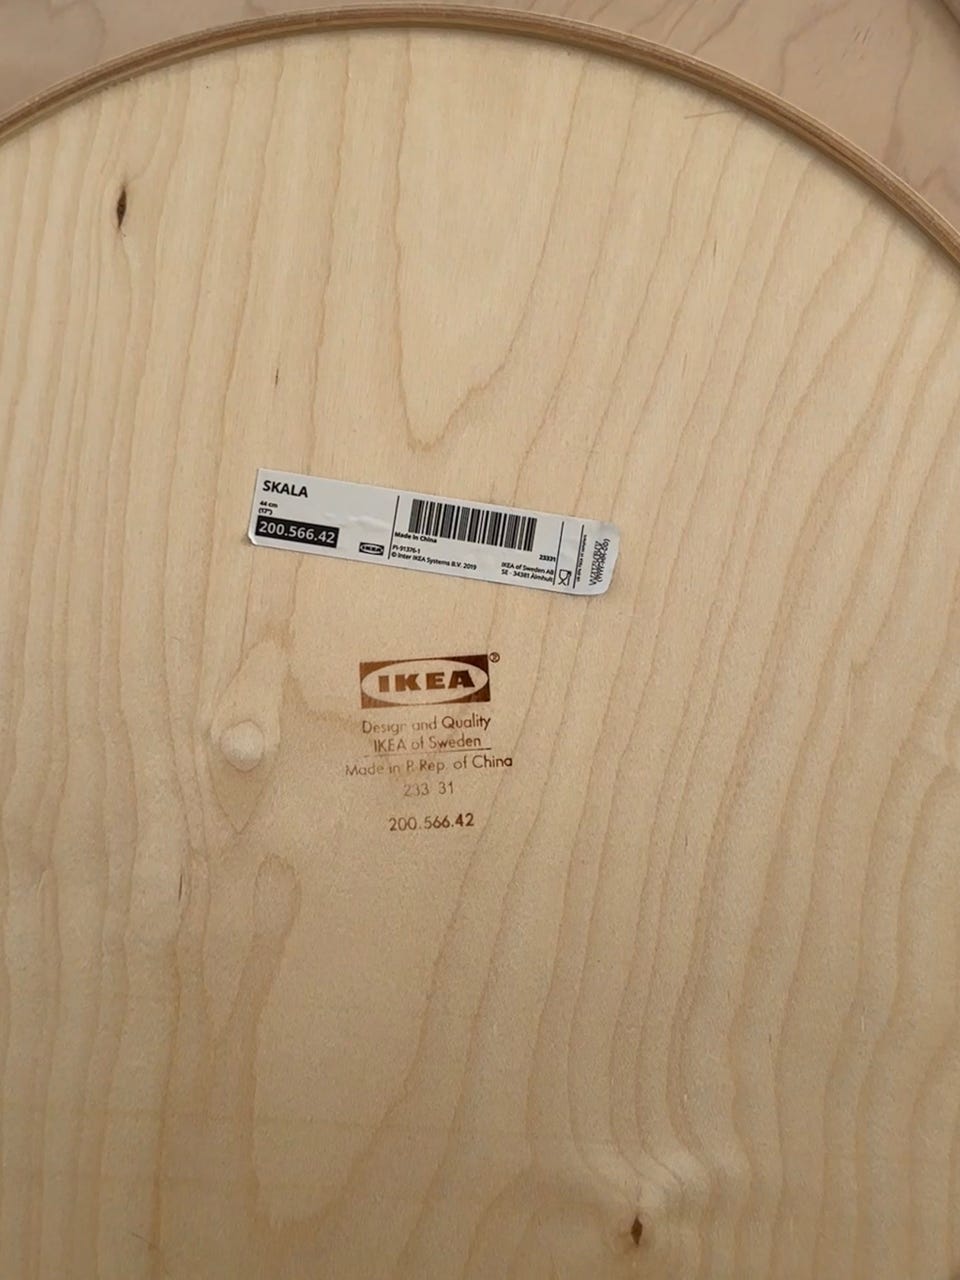 SKALA
44 cm
(17")
200.566.42
IKEA
Made in China
PI-91376-1
23331
© Inter IKEA Systems B.V. 2019
IKEA of Sweden AB
SE - 34381 Älmhult
IKEA®
Design and Quality
IKEA of Sweden
Made in P. Rep. of China
233 31
200.566.42